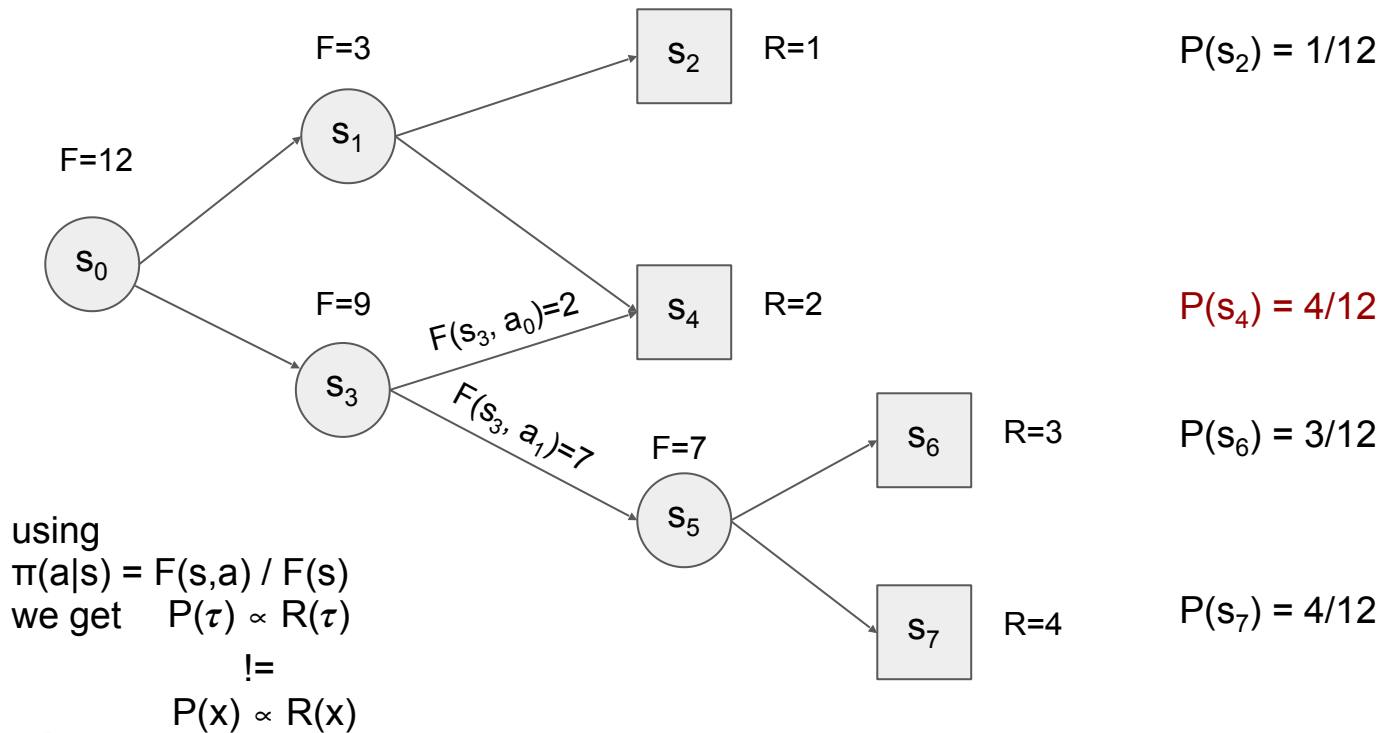 F=3
s₂
R=1
P(s₂) = 1/12
s₁
F=12
s₀
F=9
F(s₃, a₀)=2
s₄
R=2
P(s₄) = 4/12
s₃
F(s₃, a₁)=7
F=7
s₆
R=3
P(s₆) = 3/12
s₅
using
π(a|s) = F(s,a) / F(s)
we get P(𝜏) ∝ R(𝜏)
!=
P(x) ∝ R(x)
s₇
R=4
P(s₇) = 4/12